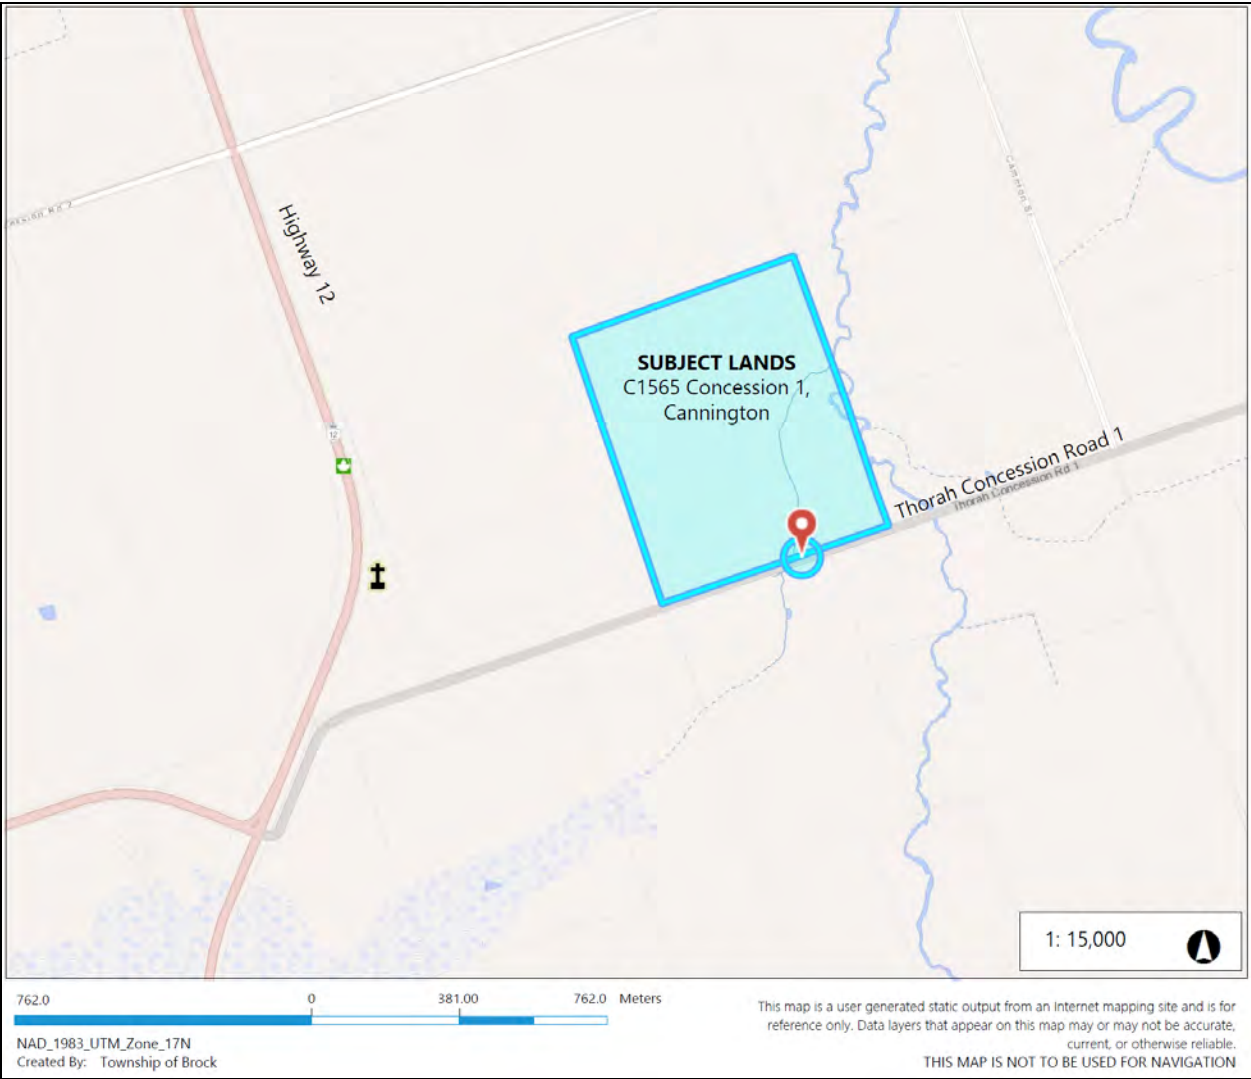 Highway 12
Cameron St
12
SUBJECT LANDS
C1565 Concession 1,
Cannington
Thorah Concession Road 1
Thorah Concession Rd 1
1: 15,000
762.0 0 381.00 762.0 Meters
NAD_1983_UTM_Zone_17N
Created By: Township of Brock
This map is a user generated static output from an Internet mapping site and is for
reference only. Data layers that appear on this map may or may not be accurate,
current, or otherwise reliable.
THIS MAP IS NOT TO BE USED FOR NAVIGATION